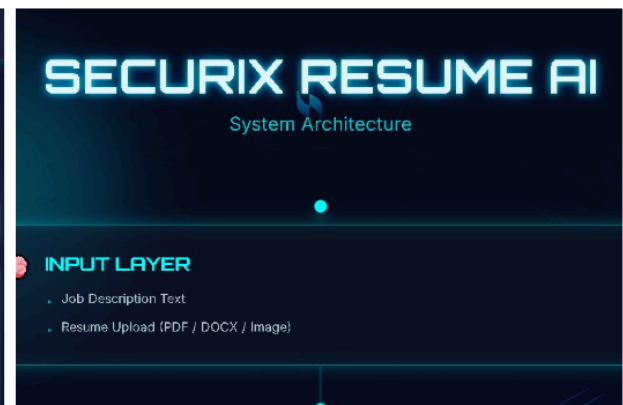 SECURIX RESUME AI
System Architecture
INPUT LAYER
Job Description Text
Resume Upload (PDF / DOCX / Image)